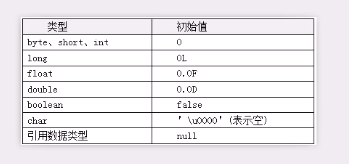 类型 初始值
byte、short、int 0
long 0L
float 0.0F
double 0.0D
boolean false
char '\u0000'(表示空)
引用数据类型 null